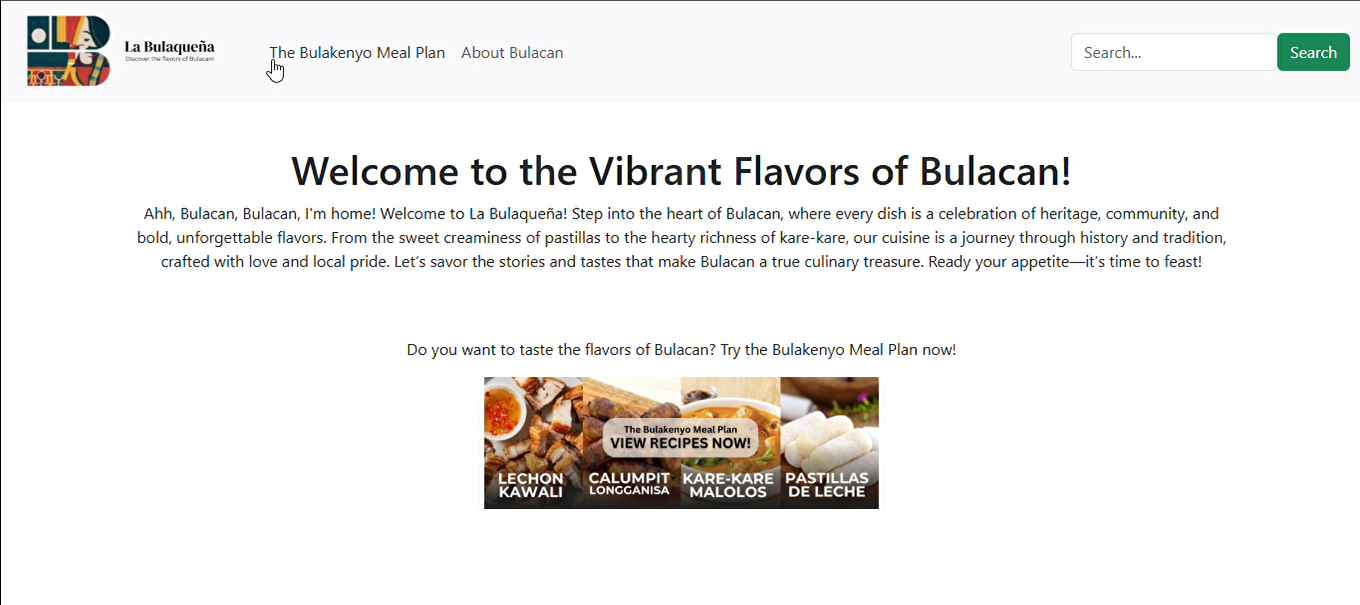 La Bulaqueña
Discover the flavors of Bulacan!
The Bulakenyo Meal Plan
About Bulacan
Search...
Search
Welcome to the Vibrant Flavors of Bulacan!
Ahh, Bulacan, Bulacan, I'm home! Welcome to La Bulaqueña! Step into the heart of Bulacan, where every dish is a celebration of heritage, community, and
bold, unforgettable flavors. From the sweet creaminess of pastillas to the hearty richness of kare-kare, our cuisine is a journey through history and tradition,
crafted with love and local pride. Let’s savor the stories and tastes that make Bulacan a true culinary treasure. Ready your appetite—it’s time to feast!
Do you want to taste the flavors of Bulacan? Try the Bulakenyo Meal Plan now!
The Bulakenyo Meal Plan
VIEW RECIPES NOW!
LECHON
KAWALI
CALUMPIT
LONGGANISA
KARE-KARE
MALOLOS
PASTILLAS
DE LECHE